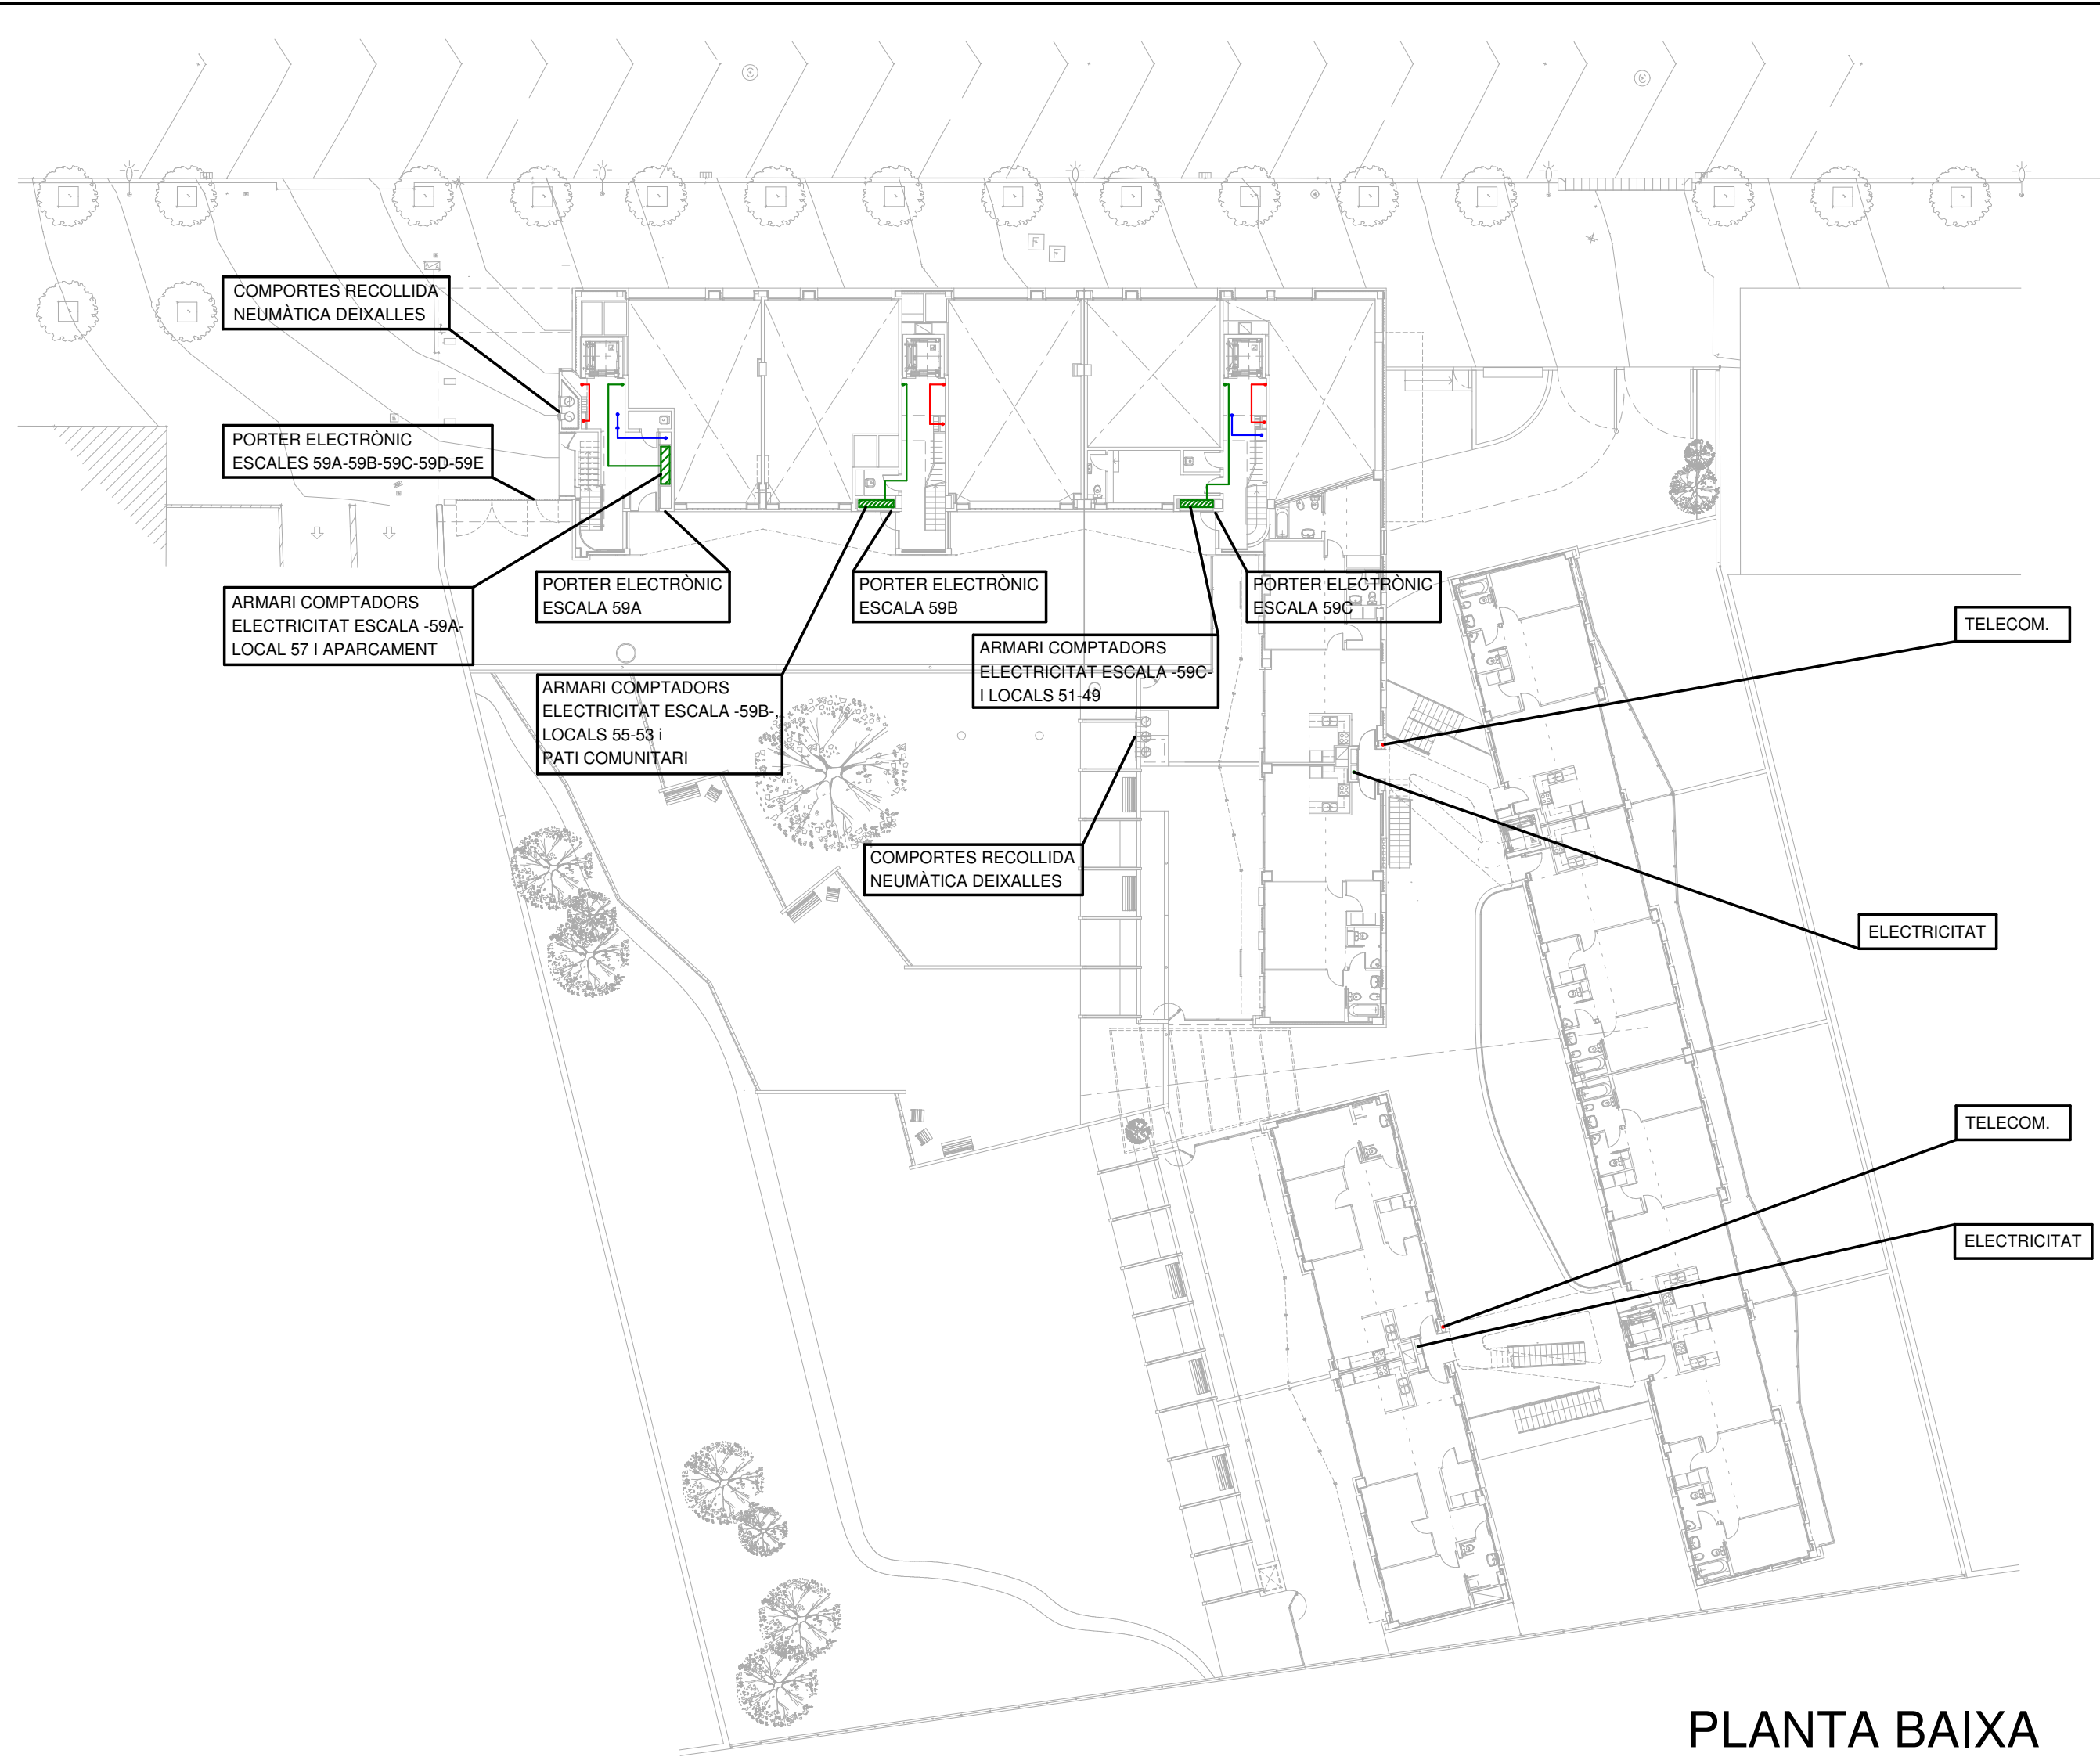 COMPORTES RECOLLIDA
NEUMÀTICA DEIXALLES
PORTER ELECTRÒNIC
ESCALES 59A-59B-59C-59D-59E
ARMARI COMPTADORS
ELECTRICITAT ESCALA -59A-
LOCAL 57 I APARCAMENT
PORTER ELECTRÒNIC
ESCALA 59A
PORTER ELECTRÒNIC
ESCALA 59B
PORTER ELECTRÒNIC
ESCALA 59C
ARMARI COMPTADORS
ELECTRICITAT ESCALA -59B-,
LOCALS 55-53 i
PATI COMUNITARI
ARMARI COMPTADORS
ELECTRICITAT ESCALA -59C-
I LOCALS 51-49
TELECOM.
COMPORTES RECOLLIDA
NEUMÀTICA DEIXALLES
ELECTRICITAT
TELECOM.
ELECTRICITAT
PLANTA BAIXA